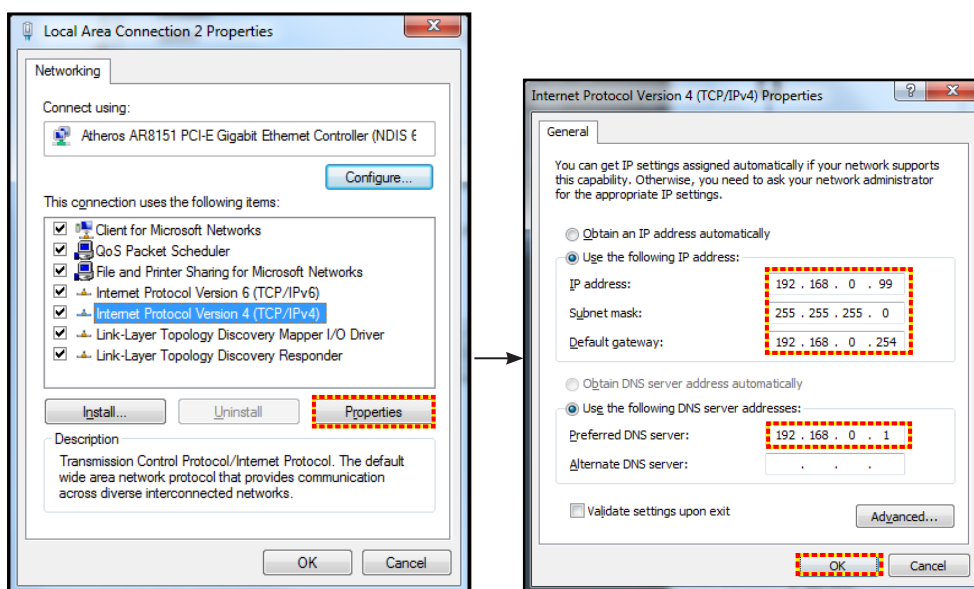 Local Area Connection 2 Properties
Networking
Connect using:
Atheros AR8151 PCI-E Gigabit Ethernet Controller (NDIS 6
Configure...
This connection uses the following items:
Client for Microsoft Networks
QoS Packet Scheduler
File and Printer Sharing for Microsoft Networks
Internet Protocol Version 6 (TCP/IPv6)
Internet Protocol Version 4 (TCP/IPv4)
Link-Layer Topology Discovery Mapper I/O Driver
Link-Layer Topology Discovery Responder
Install...
Uninstall
Properties
Description
Transmission Control Protocol/Internet Protocol. The default
wide area network protocol that provides communication
across diverse interconnected networks.
OK
Cancel
Internet Protocol Version 4 (TCP/IPv4) Properties
General
You can get IP settings assigned automatically if your network supports
this capability. Otherwise, you need to ask your network administrator
for the appropriate IP settings.
Obtain an IP address automatically
Use the following IP address:
IP address: 192 . 168 . 0 . 99
Subnet mask: 255 . 255 . 255 . 0
Default gateway: 192 . 168 . 0 . 254
Obtain DNS server address automatically
Use the following DNS server addresses:
Preferred DNS server: 192 . 168 . 0 . 1
Alternate DNS server: . . .
Validate settings upon exit
Advanced...
OK
Cancel